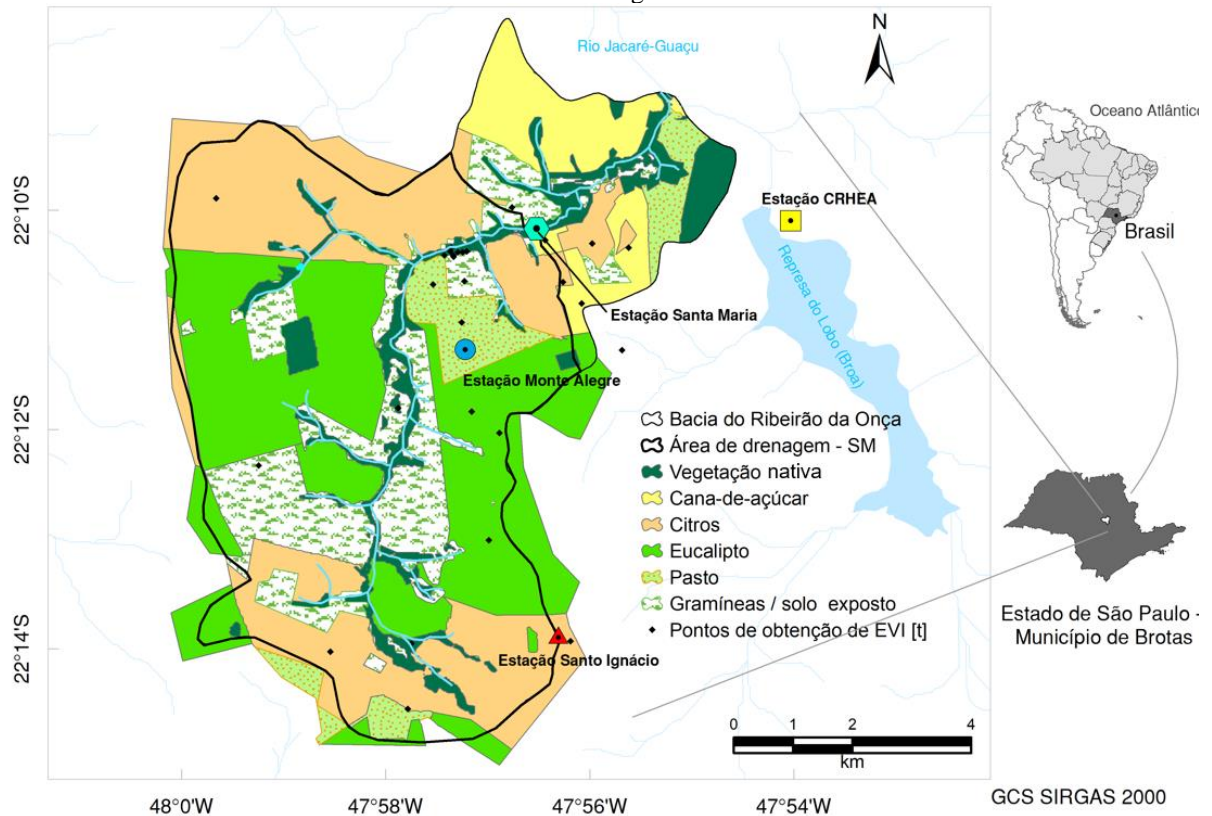 N
Rio Jacaré-Guaçu
Oceano Atlântico
22°10'S
Estação CRHEA
Brasil
Represa do Lobo (Broa)
Estação Santa Maria
Estação Monte Alegre
22°12'S
Bacia do Ribeirão da Onça
Área de drenagem - SM
Vegetação nativa
Cana-de-açúcar
Citros
Eucalipto
Pasto
Gramíneas / solo exposto
Pontos de obtenção de EVI [t]
Estado de São Paulo -
Município de Brotas
22°14'S
Estação Santo Ignácio
0 1 2 4
km
48°0'W 47°58'W 47°56'W 47°54'W
GCS SIRGAS 2000